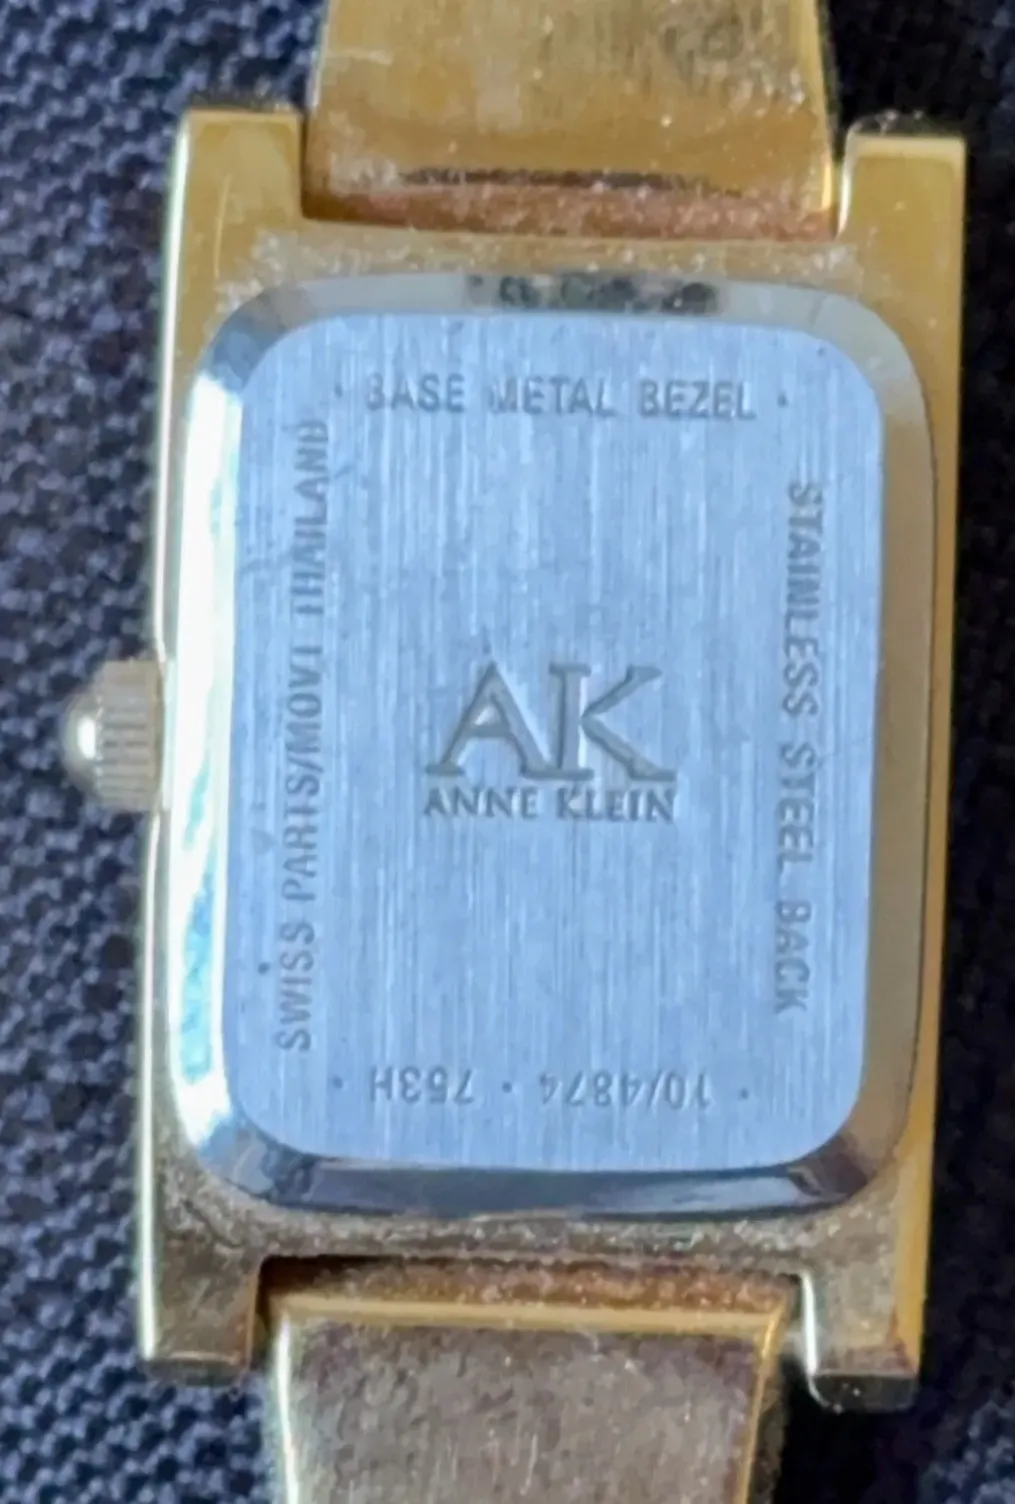 · BASE METAL BEZEL ·
STAINLESS STEEL BACK
· 10/4874 · 753H ·
SWISS PARTS/MOVT THAILAND
AK
ANNE KLEIN